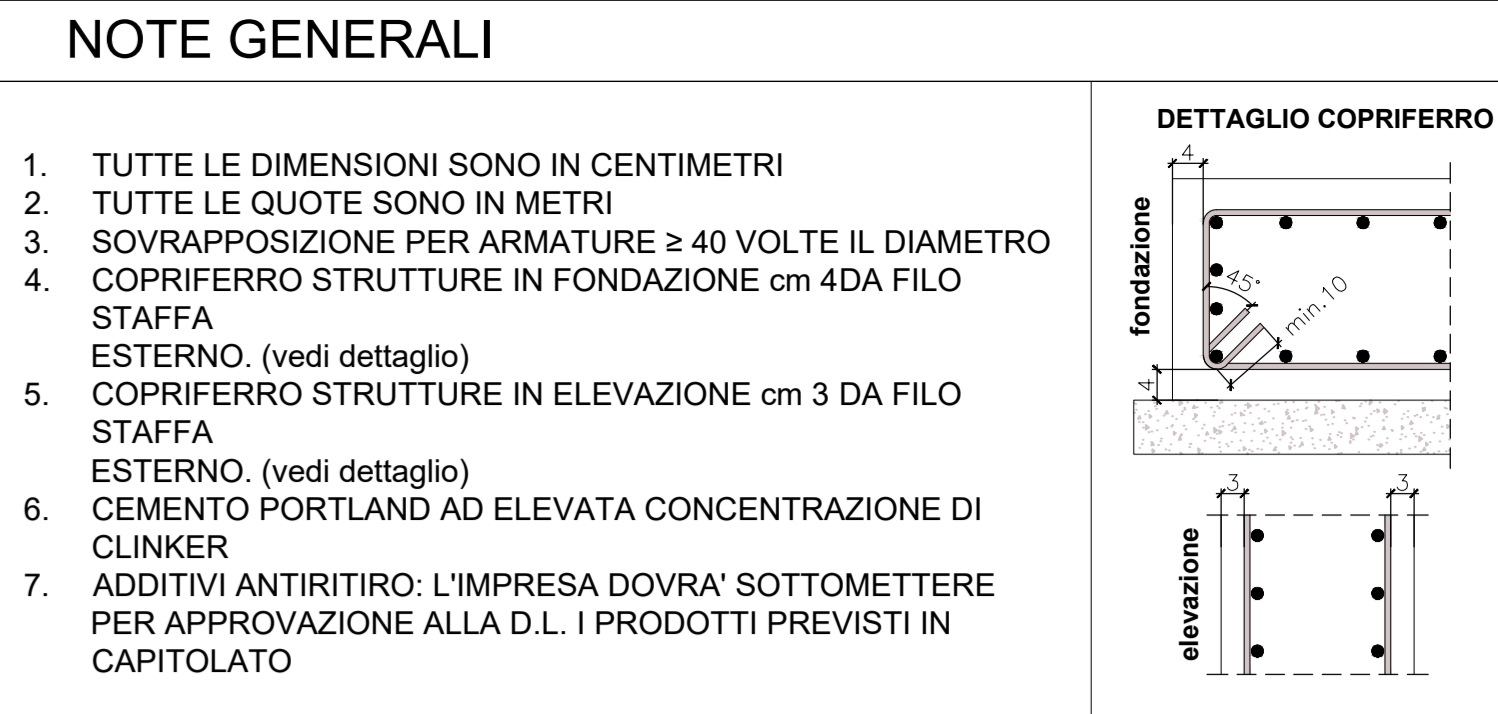 NOTE GENERALI
1. TUTTE LE DIMENSIONI SONO IN CENTIMETRI
2. TUTTE LE QUOTE SONO IN METRI
3. SOVRAPPOSIZIONE PER ARMATURE ≥ 40 VOLTE IL DIAMETRO
4. COPRIFERRO STRUTTURE IN FONDAZIONE cm 4DA FILO
STAFFA
ESTERNO. (vedi dettaglio)
5. COPRIFERRO STRUTTURE IN ELEVAZIONE cm 3 DA FILO
STAFFA
ESTERNO. (vedi dettaglio)
6. CEMENTO PORTLAND AD ELEVATA CONCENTRAZIONE DI
CLINKER
7. ADDITIVI ANTIRITIRO: L'IMPRESA DOVRA' SOTTOMETTERE
PER APPROVAZIONE ALLA D.L. I PRODOTTI PREVISTI IN
CAPITOLATO
DETTAGLIO COPRIFERRO
4
fondazione
45°
min.10
4
3
3
elevazione